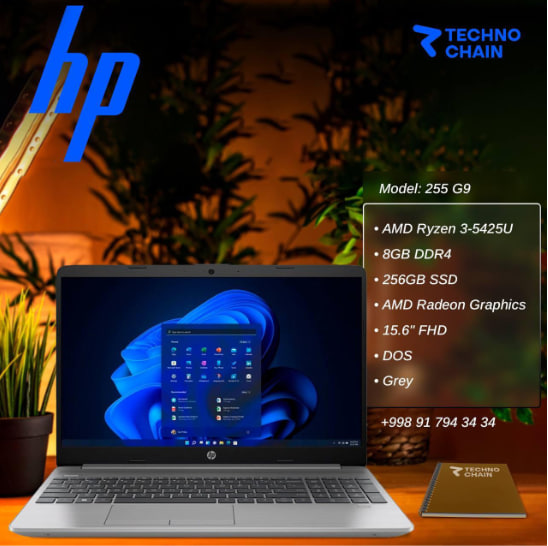 hp
TECHNO
CHAIN
Model: 255 G9
• AMD Ryzen 3-5425U
• 8GB DDR4
• 256GB SSD
• AMD Radeon Graphics
• 15.6" FHD
• DOS
• Grey
+998 91 794 34 34
hp
TECHNO
CHAIN